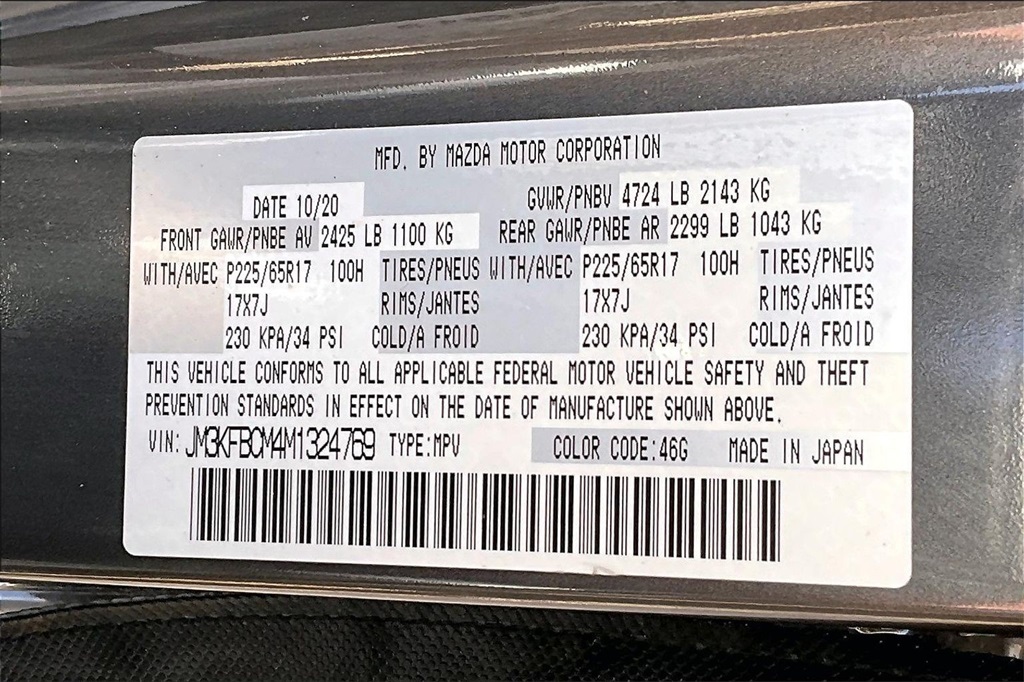 MFD. BY MAZDA MOTOR CORPORATION
DATE 10/20 GVWR/PNBV 4724 LB 2143 KG
FRONT GAWR/PNBE AV 2425 LB 1100 KG REAR GAWR/PNBE AR 2299 LB 1043 KG
WITH/AVEC P225/65R17 100H TIRES/PNEUS WITH/AVEC P225/65R17 100H TIRES/PNEUS
17X7J RIMS/JANTES 17X7J RIMS/JANTES
230 KPA/34 PSI COLD/A FROID 230 KPA/34 PSI COLD/A FROID
THIS VEHICLE CONFORMS TO ALL APPLICABLE FEDERAL MOTOR VEHICLE SAFETY AND THEFT
PREVENTION STANDARDS IN EFFECT ON THE DATE OF MANUFACTURE SHOWN ABOVE.
VIN: JM3KFBCM4M1324769 TYPE:MPV COLOR CODE:46G MADE IN JAPAN